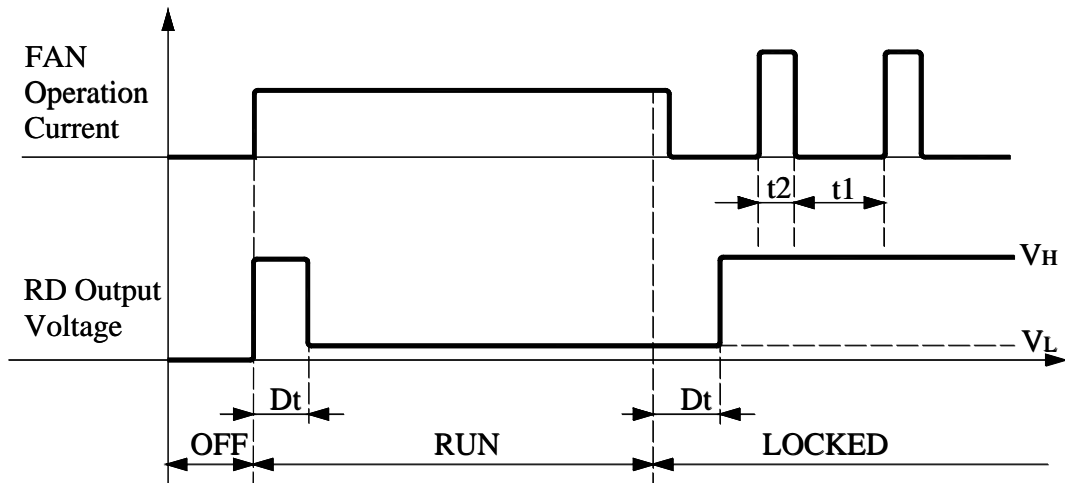 FAN
Operation
Current
t2
t1
VH
RD Output
Voltage
VL
Dt
Dt
OFF
RUN
LOCKED